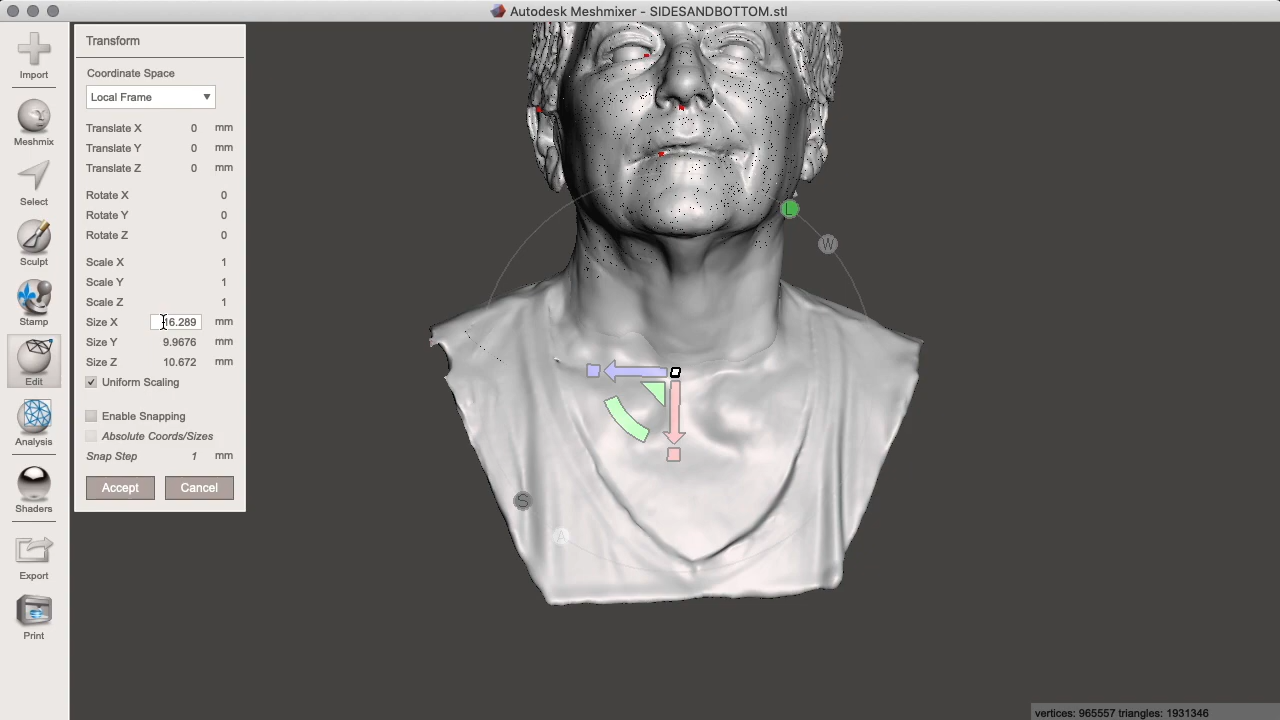 Autodesk Meshmixer - SIDESANDBOTTOM.stl
Import
Meshmix
Select
Sculpt
Stamp
Edit
Analysis
Shaders
Export
Print
Transform
Coordinate Space
Local Frame
Translate X 0 mm
Translate Y 0 mm
Translate Z 0 mm
Rotate X 0
Rotate Y 0
Rotate Z 0
Scale X 1
Scale Y 1
Scale Z 1
Size X 16.289 mm
Size Y 9.9676 mm
Size Z 10.672 mm
Uniform Scaling
Enable Snapping
Absolute Coords/Sizes
Snap Step 1 mm
Accept Cancel
L
W
S
A
vertices: 965557 triangles: 1931346